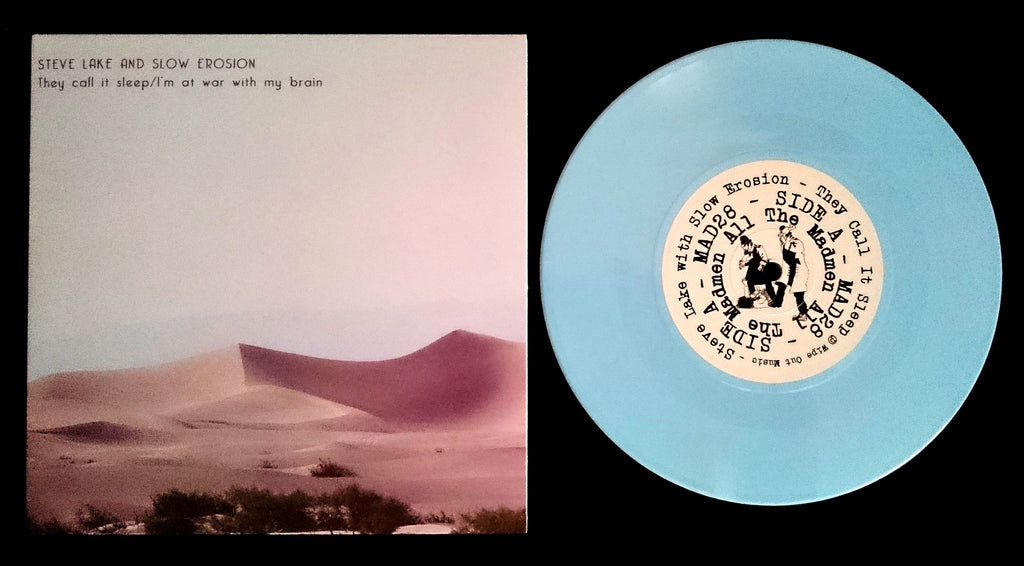 STEVE LAKE AND SLOW EROSION
They call it sleep/I'm at war with my brain
Steve Lake with Slow Erosion - They Call It Sleep © Wipe Out Music -
MAD28 - SIDE A - MAD28 - SIDE A -
All The Madmen All The Madmen